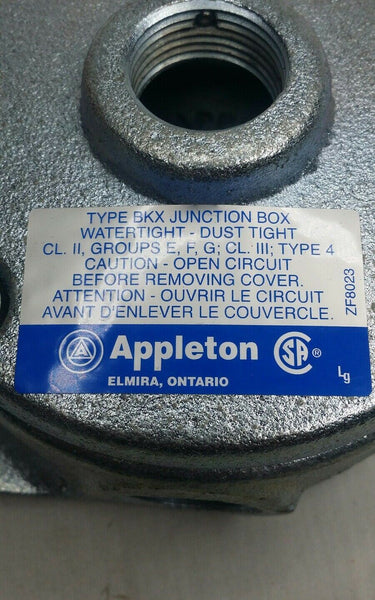 TYPE BKX JUNCTION BOX
WATERTIGHT - DUST TIGHT
CL. II, GROUPS E, F, G; CL. III; TYPE 4
CAUTION - OPEN CIRCUIT
BEFORE REMOVING COVER.
ATTENTION - OUVRIR LE CIRCUIT
AVANT D'ENLEVER LE COUVERCLE.
ZF8023
A Appleton SA ®
ELMIRA, ONTARIO
Lg